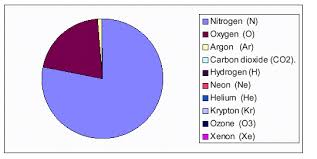 Nitrogen (N)
Oxygen (O)
Argon (Ar)
Carbon dioxide (CO2).
Hydrogen (H)
Neon (Ne)
Helium (He)
Krypton (Kr)
Ozone (O3)
Xenon (Xe)